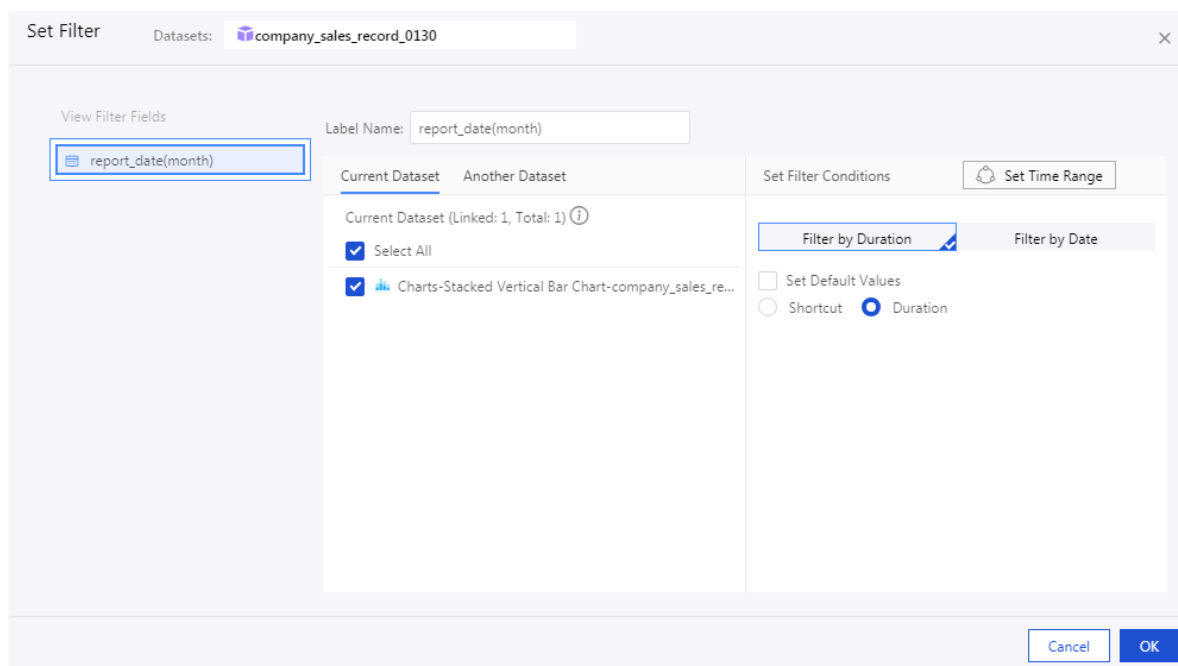 Set Filter
Datasets: company_sales_record_0130
View Filter Fields
report_date(month)
Label Name: report_date(month)
Current Dataset Another Dataset
Current Dataset (Linked: 1, Total: 1)
Select All
Charts-Stacked Vertical Bar Chart-company_sales_re...
Set Filter Conditions Set Time Range
Filter by Duration Filter by Date
Set Default Values
Shortcut Duration
Cancel OK